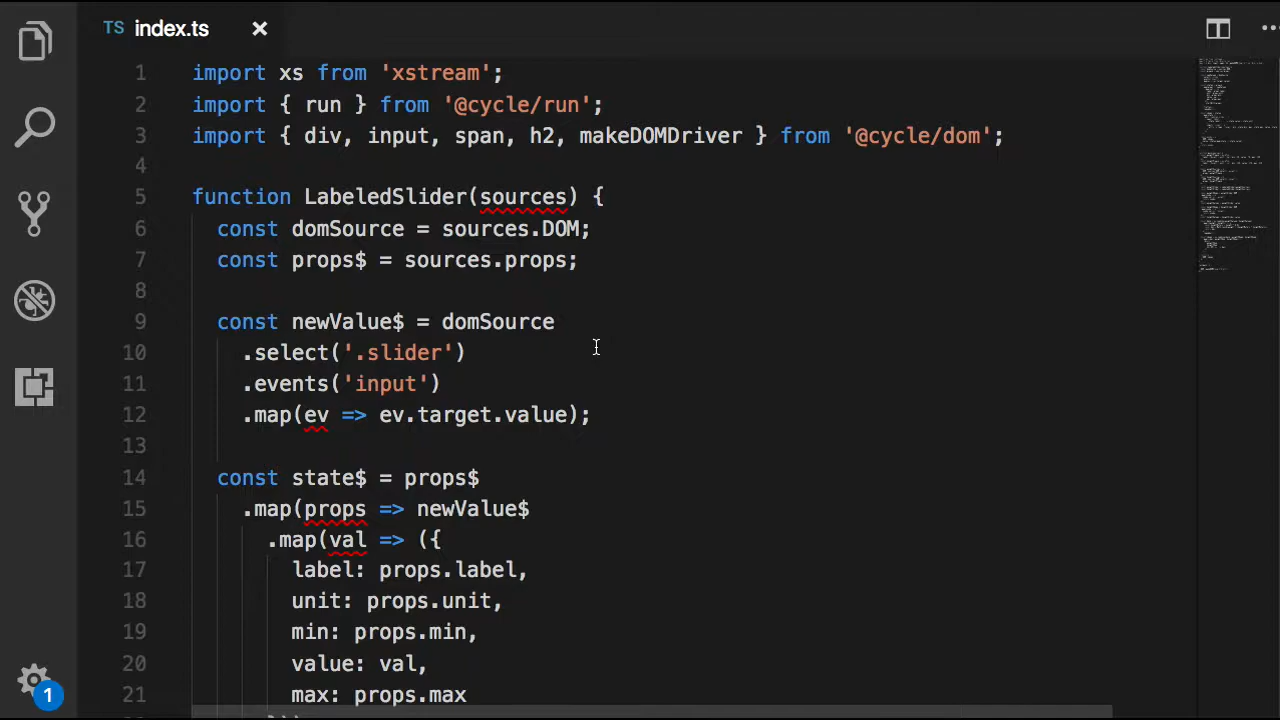 TS index.ts
1 import xs from 'xstream';
2 import { run } from '@cycle/run';
3 import { div, input, span, h2, makeDOMDriver } from '@cycle/dom';
4
5 function LabeledSlider(sources) {
6 const domSource = sources.DOM;
7 const props$ = sources.props;
8
9 const newValue$ = domSource
10 .select('.slider')
11 .events('input')
12 .map(ev => ev.target.value);
13
14 const state$ = props$
15 .map(props => newValue$
16 .map(val => ({
17 label: props.label,
18 unit: props.unit,
19 min: props.min,
20 value: val,
21 max: props.max
1